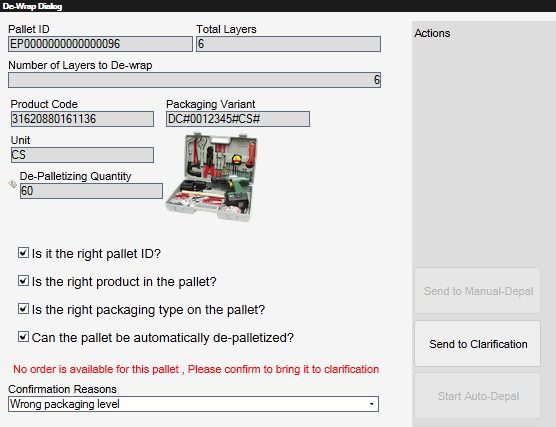 De-Wrap Dialog
Pallet ID
Total Layers
Actions
EP0000000000000096
6
Number of Layers to De-wrap
6
Product Code
Packaging Variant
31620880161136
DC#0012345#CS#
Unit
CS
De-Palletizing Quantity
60
Is it the right pallet ID?
Is the right product in the pallet?
Is the right packaging type on the pallet?
Can the pallet be automatically de-palletized?
Send to Manual-Depal
Send to Clarification
No order is available for this pallet , Please confirm to bring it to clarification
Confirmation Reasons
Wrong packaging level
Start Auto-Depal